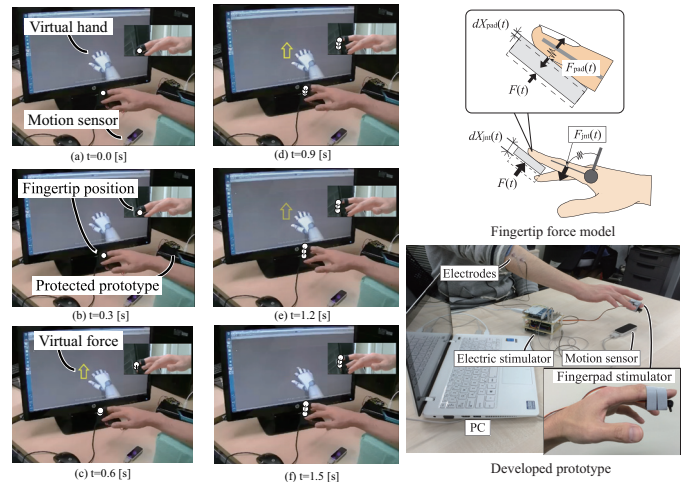 Virtual hand
Motion sensor
(a) t=0.0 [s]
(d) t=0.9 [s]
Fingertip position
Protected prototype
(b) t=0.3 [s]
(e) t=1.2 [s]
Virtual force
(c) t=0.6 [s]
(f) t=1.5 [s]
dXpad(t)
Fpad(t)
F(t)
dXjnt(t)
Fjnt(t)
F(t)
Fingertip force model
Electrodes
Electric stimulator
Motion sensor
Fingerpad stimulator
PC
Developed prototype